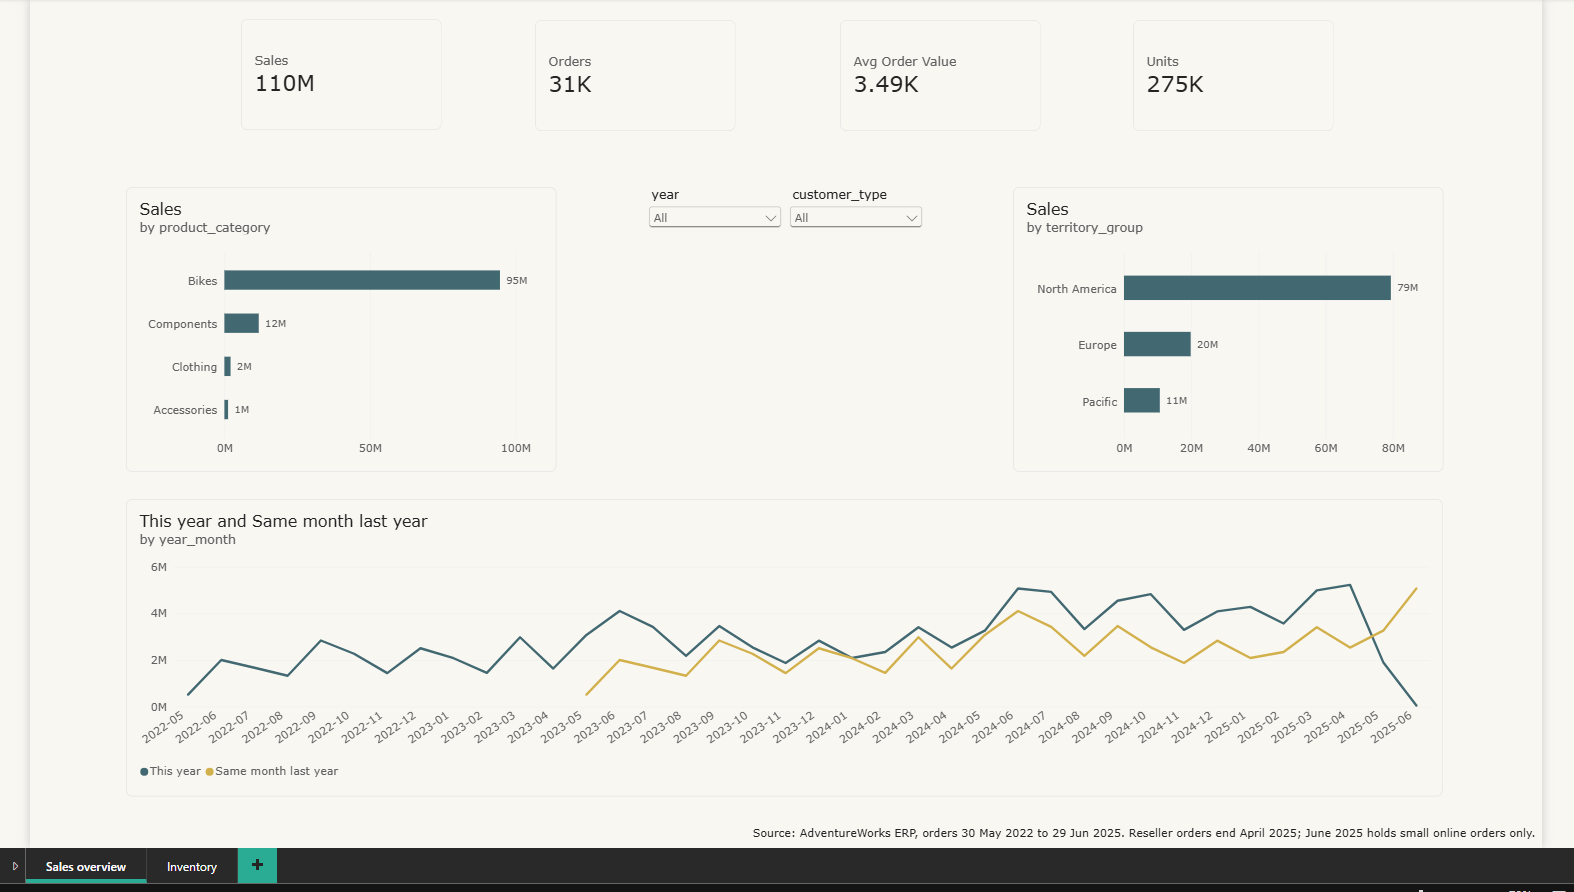 Sales
110M
Orders
31K
Avg Order Value
3.49K
Units
275K
Sales
by product_category
Bikes
95M
Components
12M
Clothing
2M
Accessories
1M
0M 50M 100M
year
All
customer_type
All
Sales
by territory_group
North America
79M
Europe
20M
Pacific
11M
0M 20M 40M 60M 80M
This year and Same month last year
by year_month
6M
4M
2M
0M
2022-05 2022-06 2022-07 2022-08 2022-09 2022-10 2022-11 2022-12 2023-01 2023-02 2023-03 2023-04 2023-05 2023-06 2023-07 2023-08 2023-09 2023-10 2023-11 2023-12 2024-01 2024-02 2024-03 2024-04 2024-05 2024-06 2024-07 2024-08 2024-09 2024-10 2024-11 2024-12 2025-01 2025-02 2025-03 2025-04 2025-05 2025-06
This year Same month last year
Source: AdventureWorks ERP, orders 30 May 2022 to 29 Jun 2025. Reseller orders end April 2025; June 2025 holds small online orders only.
Sales overview Inventory +